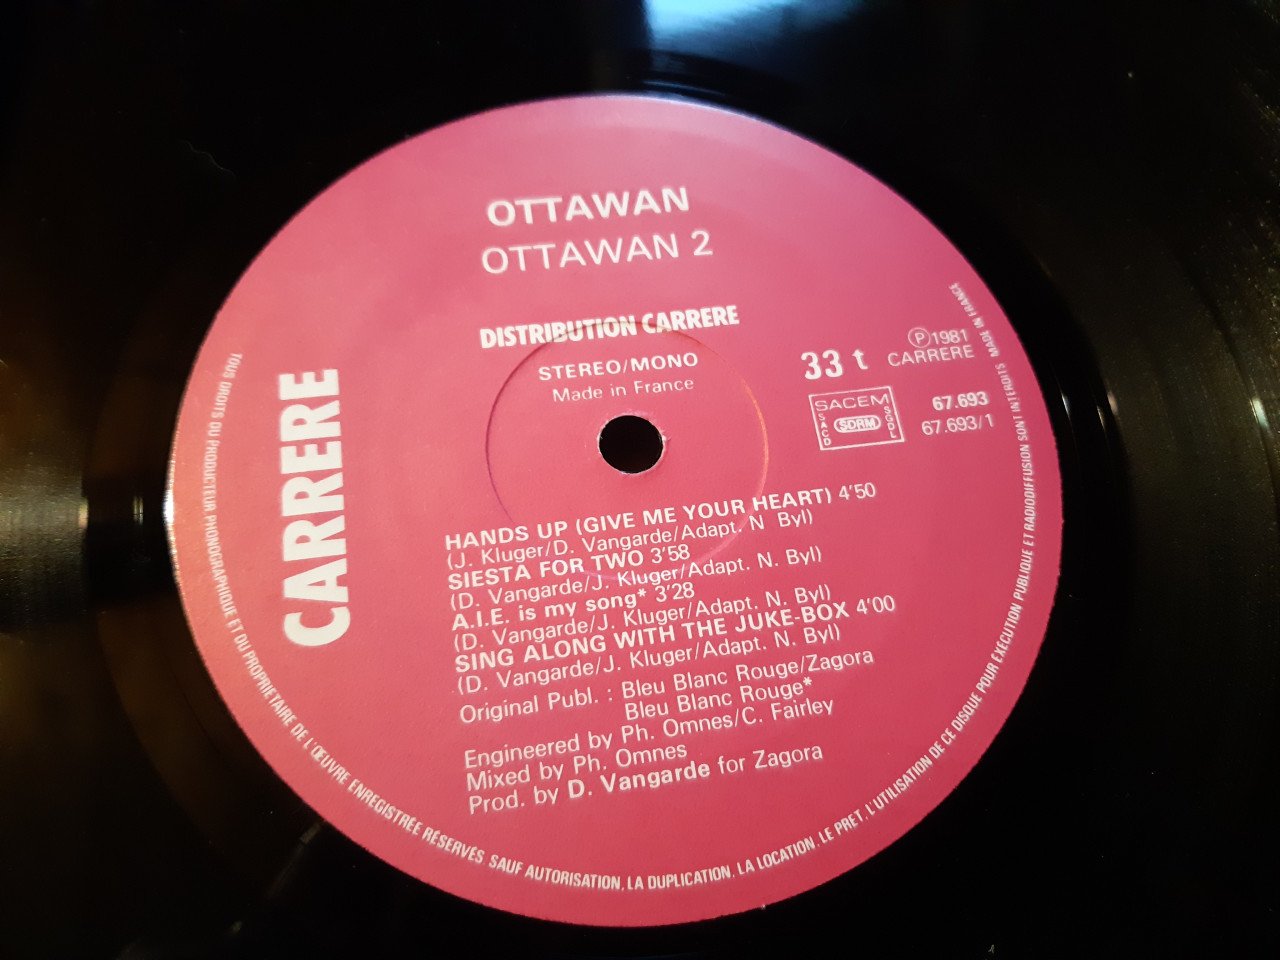 OTTAWAN
OTTAWAN 2
DISTRIBUTION CARRERE
STEREO/MONO
Made in France
33 t
℗1981
CARRERE
SACEM
SACD
SDRM
SGDL
67.693
67.693/1
CARRERE
HANDS UP (GIVE ME YOUR HEART) 4'50
(J. Kluger/D. Vangarde/Adapt. N Byl)
SIESTA FOR TWO 3'58
(D. Vangarde/J. Kluger/Adapt. N. Byl)
A.I.E. is my song* 3'28
(D. Vangarde/J. Kluger/Adapt. N. Byl)
SING ALONG WITH THE JUKE-BOX 4'00
(D. Vangarde/J. Kluger/Adapt. N. Byl)
Original Publ. : Bleu Blanc Rouge/Zagora
Bleu Blanc Rouge*
Engineered by Ph. Omnes/C. Fairley
Mixed by Ph. Omnes
Prod. by D. Vangarde for Zagora
TOUS DROITS DU PRODUCTEUR PHONOGRAPHIQUE ET DU PROPRIETAIRE DE L'ŒUVRE ENREGISTRÉE RÉSERVÉS SAUF AUTORISATION, LA DUPLICATION, LA LOCATION, LE PRET, L'UTILISATION DE CE DISQUE POUR EXECUTION PUBLIQUE ET RADIODIFFUSION SONT INTERDITS MADE IN FRANCE